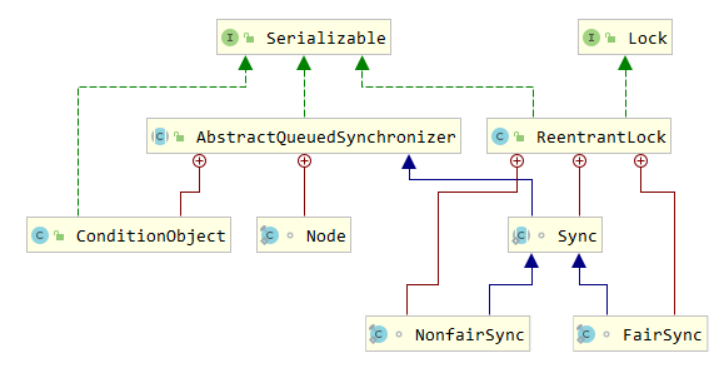 Serializable
Lock
AbstractQueuedSynchronizer
ReentrantLock
ConditionObject
Node
Sync
NonfairSync
FairSync